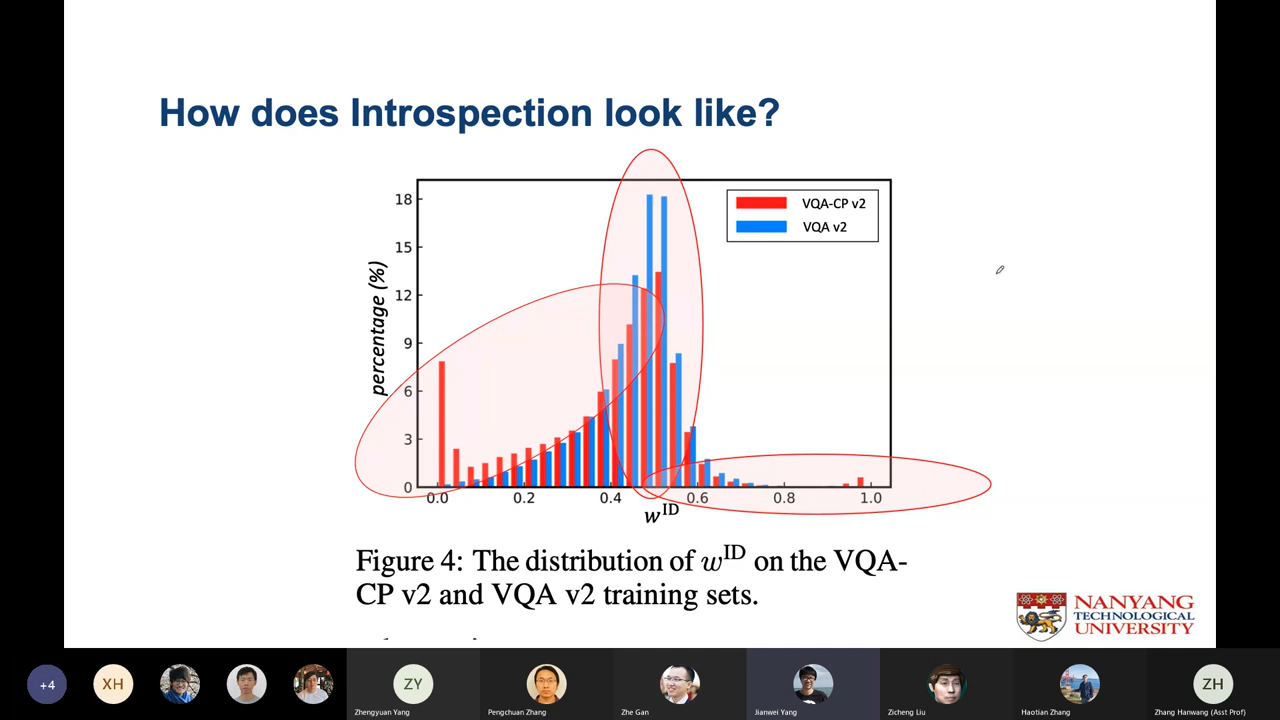 How does Introspection look like?
percentage (%)
18
15
12
9
6
3
0
VQA-CP v2
VQA v2
0.0 0.2 0.4 0.6 0.8 1.0
w^ID
Figure 4: The distribution of w^ID on the VQA-
CP v2 and VQA v2 training sets.
NANYANG
TECHNOLOGICAL
UNIVERSITY
+4
XH
ZY
ZH
Zhengyuan Yang
Pengchuan Zhang
Zhe Gan
Jianwei Yang
Zicheng Liu
Haotian Zhang
Zhang Hanwang (Asst Prof)